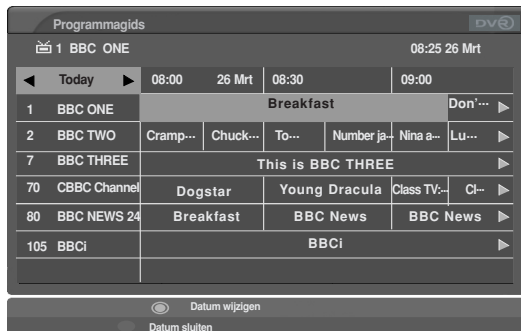 Programmagids DVR
1 BBC ONE 08:25 26 Mrt
Today 08:00 26 Mrt 08:30 09:00
1 BBC ONE Breakfast Don'···
2 BBC TWO Cramp··· Chuck··· To··· Number ja··· Nina a··· Lu···
7 BBC THREE This is BBC THREE
70 CBBC Channel Dogstar Young Dracula Class TV:··· Cl···
80 BBC NEWS 24 Breakfast BBC News BBC News
105 BBCi BBCi
Datum wijzigen
Datum sluiten